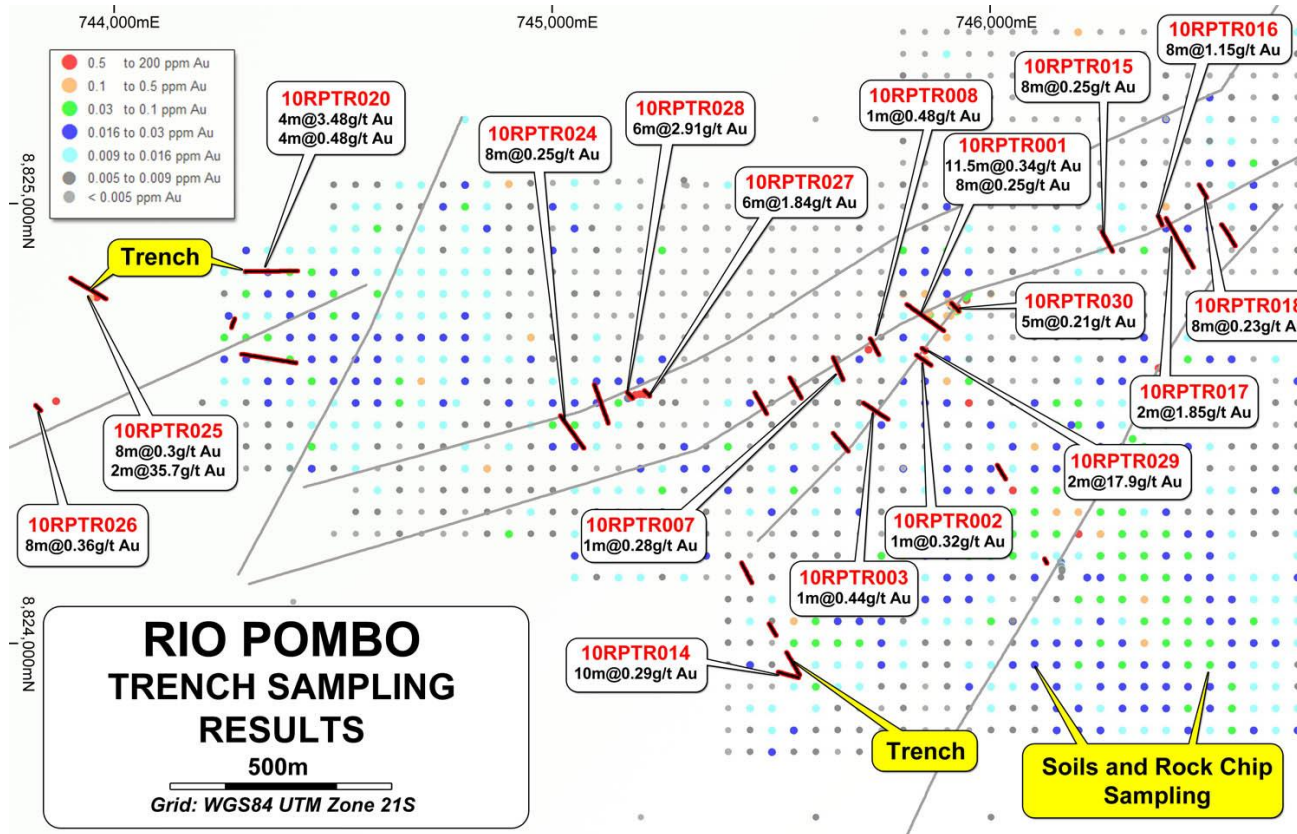 744,000mE
745,000mE
746,000mE
8,825,000mN
8,824,000mN
0.5 to 200 ppm Au
0.1 to 0.5 ppm Au
0.03 to 0.1 ppm Au
0.016 to 0.03 ppm Au
0.009 to 0.016 ppm Au
0.005 to 0.009 ppm Au
< 0.005 ppm Au
10RPTR020
4m@3.48g/t Au
4m@0.48g/t Au
10RPTR024
8m@0.25g/t Au
10RPTR028
6m@2.91g/t Au
10RPTR027
6m@1.84g/t Au
10RPTR008
1m@0.48g/t Au
10RPTR001
11.5m@0.34g/t Au
8m@0.25g/t Au
10RPTR015
8m@0.25g/t Au
10RPTR016
8m@1.15g/t Au
Trench
10RPTR030
5m@0.21g/t Au
10RPTR018
8m@0.23g/t Au
10RPTR017
2m@1.85g/t Au
10RPTR025
8m@0.3g/t Au
2m@35.7g/t Au
10RPTR029
2m@17.9g/t Au
10RPTR026
8m@0.36g/t Au
10RPTR007
1m@0.28g/t Au
10RPTR002
1m@0.32g/t Au
10RPTR003
1m@0.44g/t Au
10RPTR014
10m@0.29g/t Au
Trench
Soils and Rock Chip
Sampling
RIO POMBO
TRENCH SAMPLING
RESULTS
500m
Grid: WGS84 UTM Zone 21S